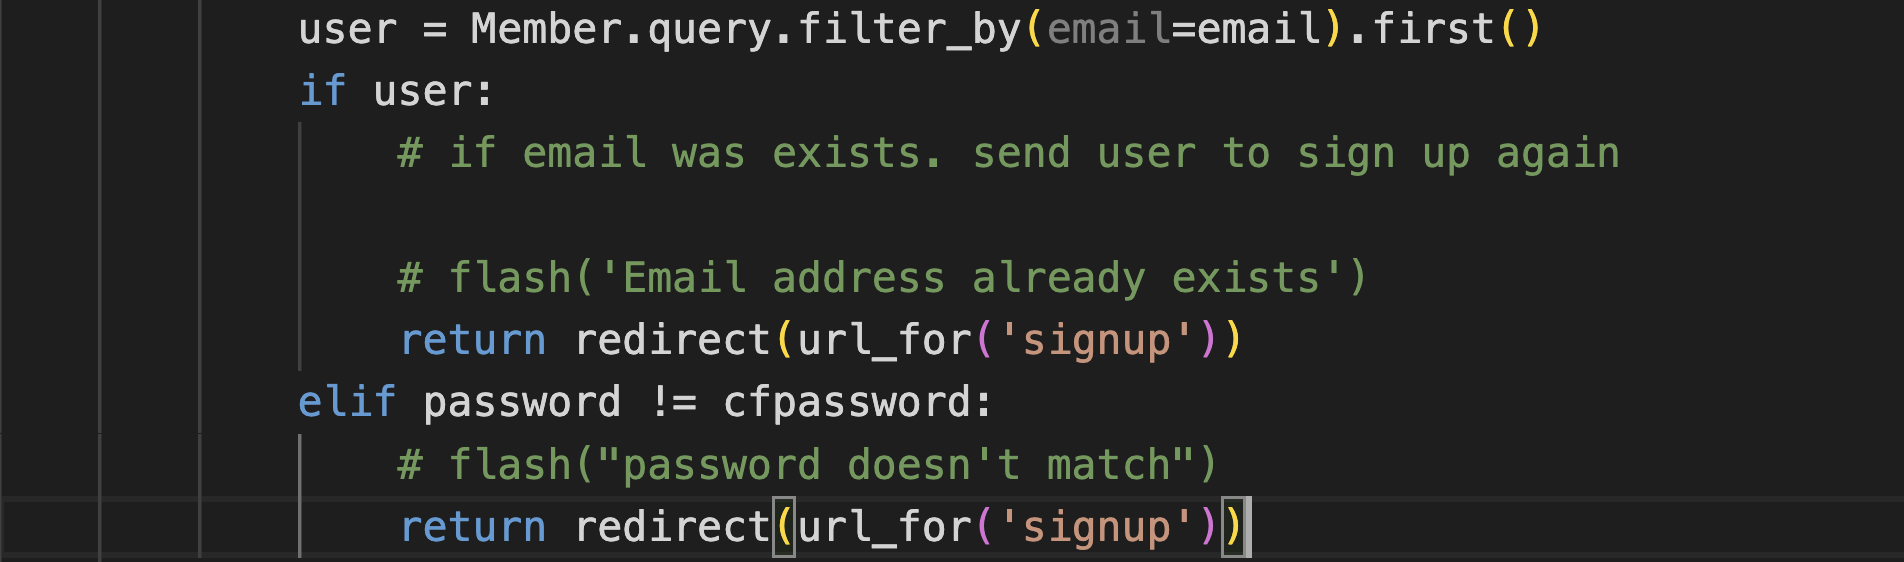 user = Member.query.filter_by(email=email).first()
if user:
# if email was exists. send user to sign up again
# flash('Email address already exists')
return redirect(url_for('signup'))
elif password != cfpassword:
# flash("password doesn't match")
return redirect(url_for('signup'))